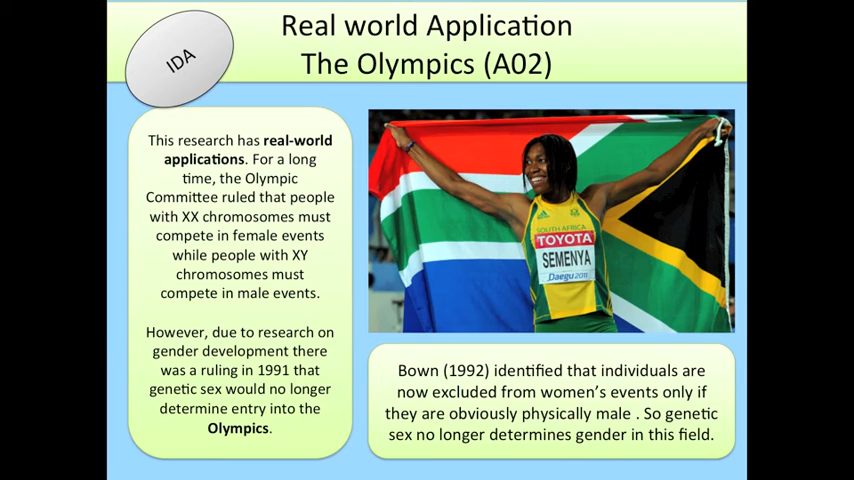 Real world Application
The Olympics (A02)
IDA
This research has real-world
applications. For a long
time, the Olympic
Committee ruled that people
with XX chromosomes must
compete in female events
while people with XY
chromosomes must
compete in male events.
However, due to research on
gender development there
was a ruling in 1991 that
genetic sex would no longer
determine entry into the
Olympics.
SOUTH AFRICA
TOYOTA
SEMENYA
Daegu 2011
Bown (1992) identified that individuals are
now excluded from women's events only if
they are obviously physically male . So genetic
sex no longer determines gender in this field.